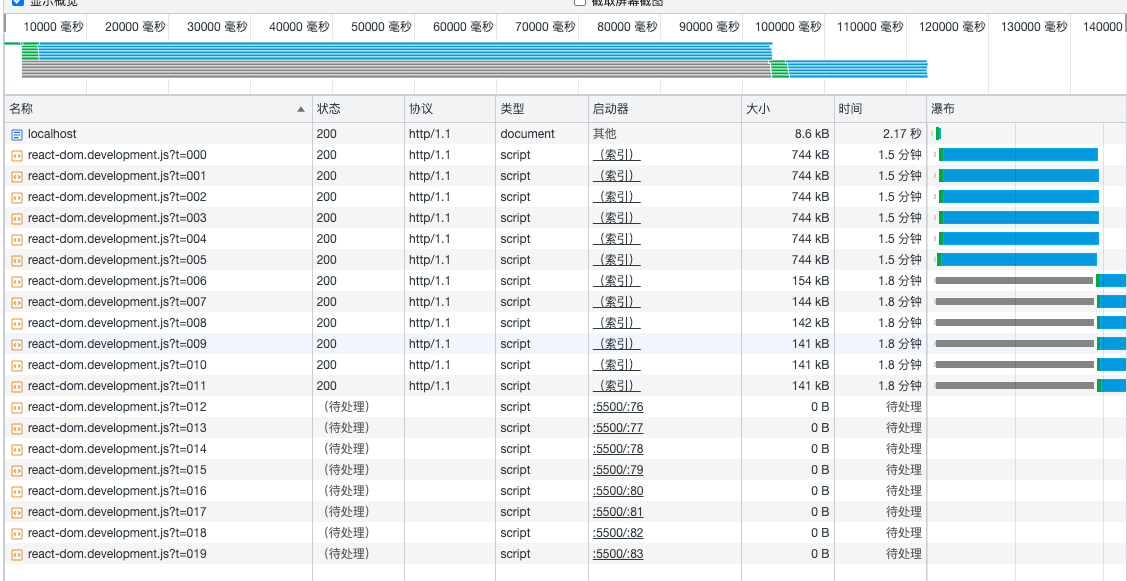 显示概览 截取屏幕截图
10000 毫秒 20000 毫秒 30000 毫秒 40000 毫秒 50000 毫秒 60000 毫秒 70000 毫秒 80000 毫秒 90000 毫秒 100000 毫秒 110000 毫秒 120000 毫秒 130000 毫秒 140000
名称 状态 协议 类型 启动器 大小 时间 瀑布
localhost 200 http/1.1 document 其他 8.6 kB 2.17 秒
react-dom.development.js?t=000 200 http/1.1 script （索引） 744 kB 1.5 分钟
react-dom.development.js?t=001 200 http/1.1 script （索引） 744 kB 1.5 分钟
react-dom.development.js?t=002 200 http/1.1 script （索引） 744 kB 1.5 分钟
react-dom.development.js?t=003 200 http/1.1 script （索引） 744 kB 1.5 分钟
react-dom.development.js?t=004 200 http/1.1 script （索引） 744 kB 1.5 分钟
react-dom.development.js?t=005 200 http/1.1 script （索引） 744 kB 1.5 分钟
react-dom.development.js?t=006 200 http/1.1 script （索引） 154 kB 1.8 分钟
react-dom.development.js?t=007 200 http/1.1 script （索引） 144 kB 1.8 分钟
react-dom.development.js?t=008 200 http/1.1 script （索引） 142 kB 1.8 分钟
react-dom.development.js?t=009 200 http/1.1 script （索引） 141 kB 1.8 分钟
react-dom.development.js?t=010 200 http/1.1 script （索引） 141 kB 1.8 分钟
react-dom.development.js?t=011 200 http/1.1 script （索引） 141 kB 1.8 分钟
react-dom.development.js?t=012 （待处理） script :5500/:76 0 B 待处理
react-dom.development.js?t=013 （待处理） script :5500/:77 0 B 待处理
react-dom.development.js?t=014 （待处理） script :5500/:78 0 B 待处理
react-dom.development.js?t=015 （待处理） script :5500/:79 0 B 待处理
react-dom.development.js?t=016 （待处理） script :5500/:80 0 B 待处理
react-dom.development.js?t=017 （待处理） script :5500/:81 0 B 待处理
react-dom.development.js?t=018 （待处理） script :5500/:82 0 B 待处理
react-dom.development.js?t=019 （待处理） script :5500/:83 0 B 待处理